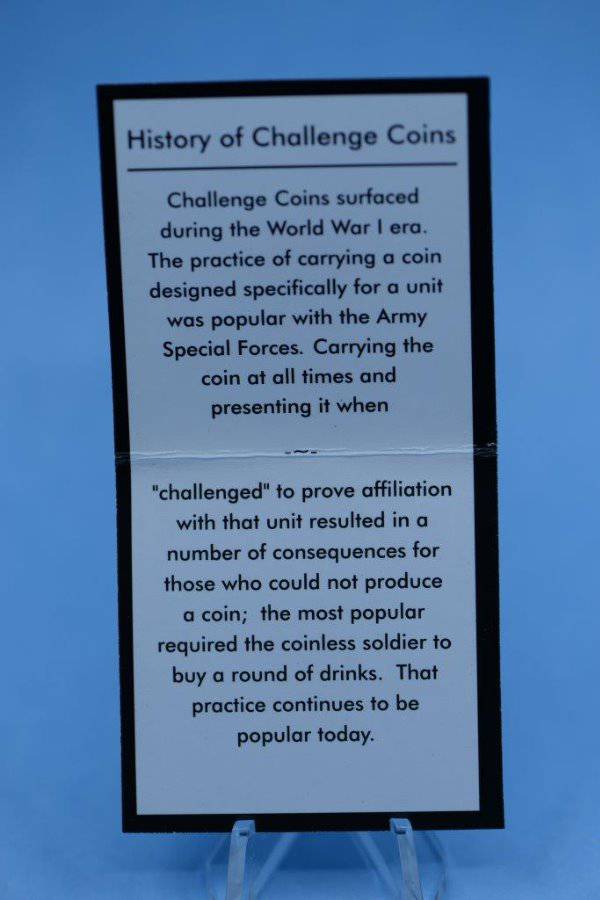 History of Challenge Coins
Challenge Coins surfaced
during the World War I era.
The practice of carrying a coin
designed specifically for a unit
was popular with the Army
Special Forces. Carrying the
coin at all times and
presenting it when
-~-
"challenged" to prove affiliation
with that unit resulted in a
number of consequences for
those who could not produce
a coin; the most popular
required the coinless soldier to
buy a round of drinks. That
practice continues to be
popular today.